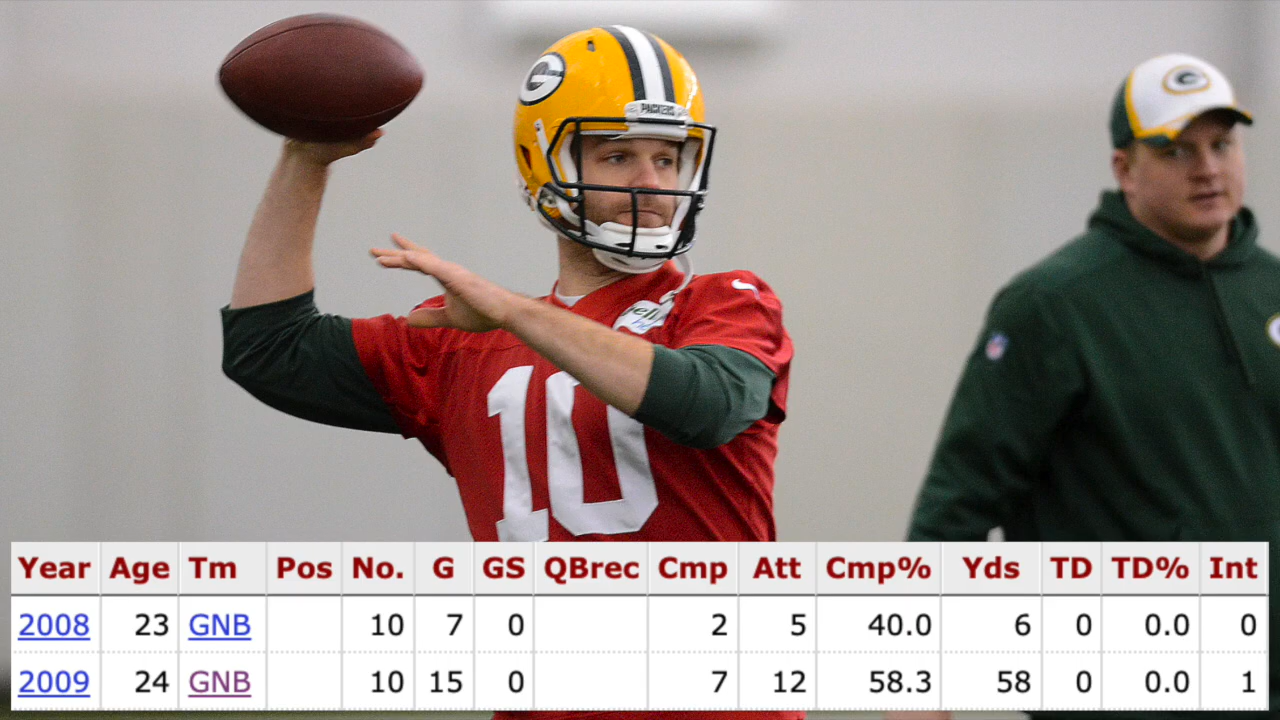 G
PACKERS
G
10
Year Age Tm Pos No. G GS QBrec Cmp Att Cmp% Yds TD TD% Int
2008 23 GNB 10 7 0 2 5 40.0 6 0 0.0 0
2009 24 GNB 10 15 0 7 12 58.3 58 0 0.0 1